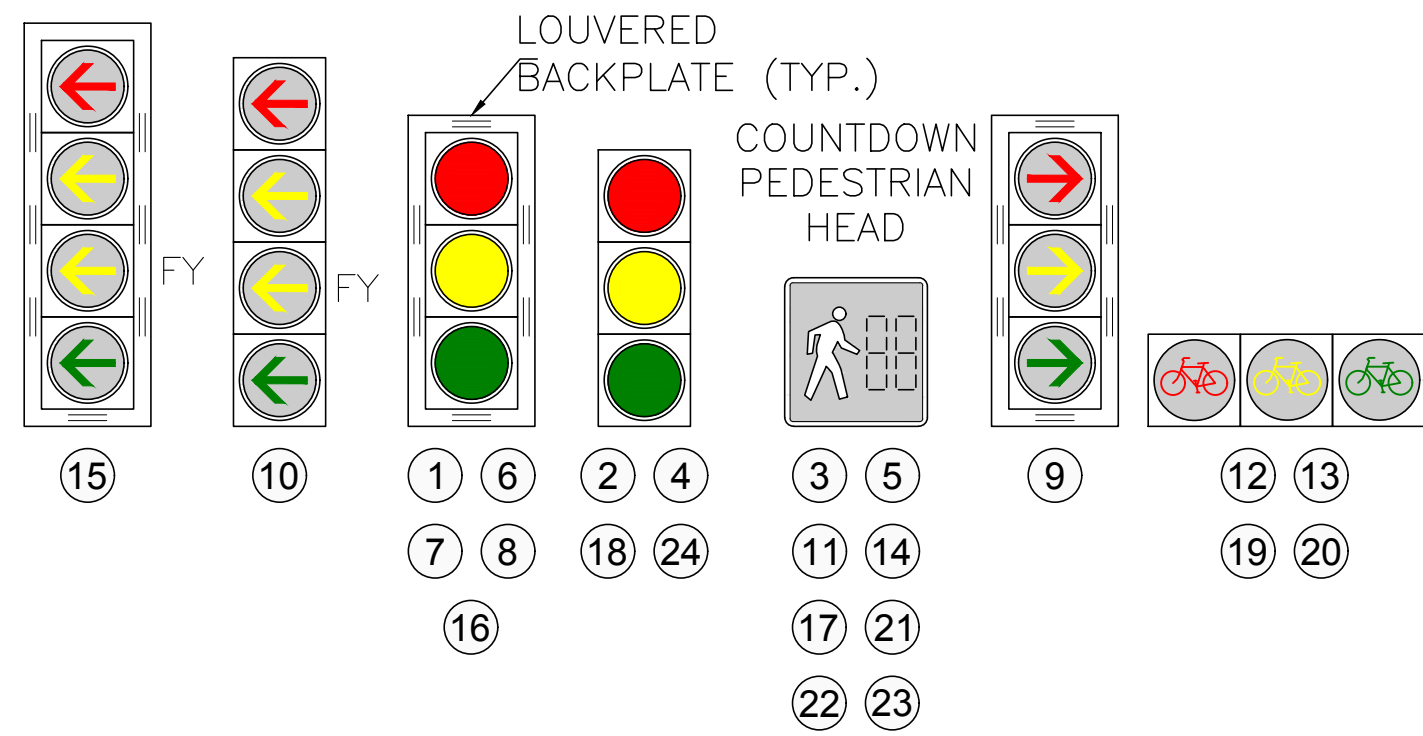 LOUVERED
BACKPLATE (TYP.)
COUNTDOWN
PEDESTRIAN
HEAD
FY
FY
15
10
1 6
7 8
16
2 4
18 24
3 5
11 14
17 21
22 23
9
12 13
19 20